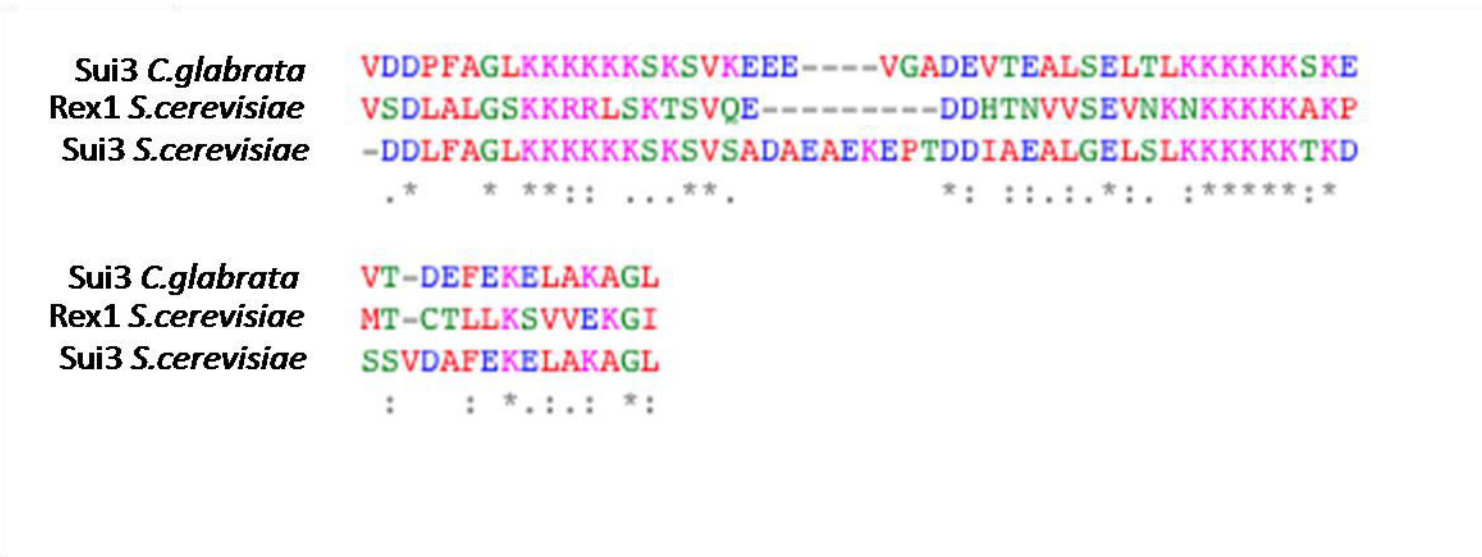 Sui3 C.glabrata VDDPFAGLKKKKKKSKSVKEEE----VGADEVTEALSELTLKKKKKKSKE
Rex1 S.cerevisiae VSDLALGSKKRRLSKTSVQE---------DDHTNVVSEVNKNKKKKKAKP
Sui3 S.cerevisiae -DDLFAGLKKKKKKSKSVSADAEAEKEPTDDIAEALGELSLKKKKKKTKD
.* * **:: ...**. *: ::.:.*:. :*****:*
Sui3 C.glabrata VT-DEFEKELAKAGL
Rex1 S.cerevisiae MT-CTLLKSVVEKGI
Sui3 S.cerevisiae SSVDAFEKELAKAGL
: : *.:.: *: